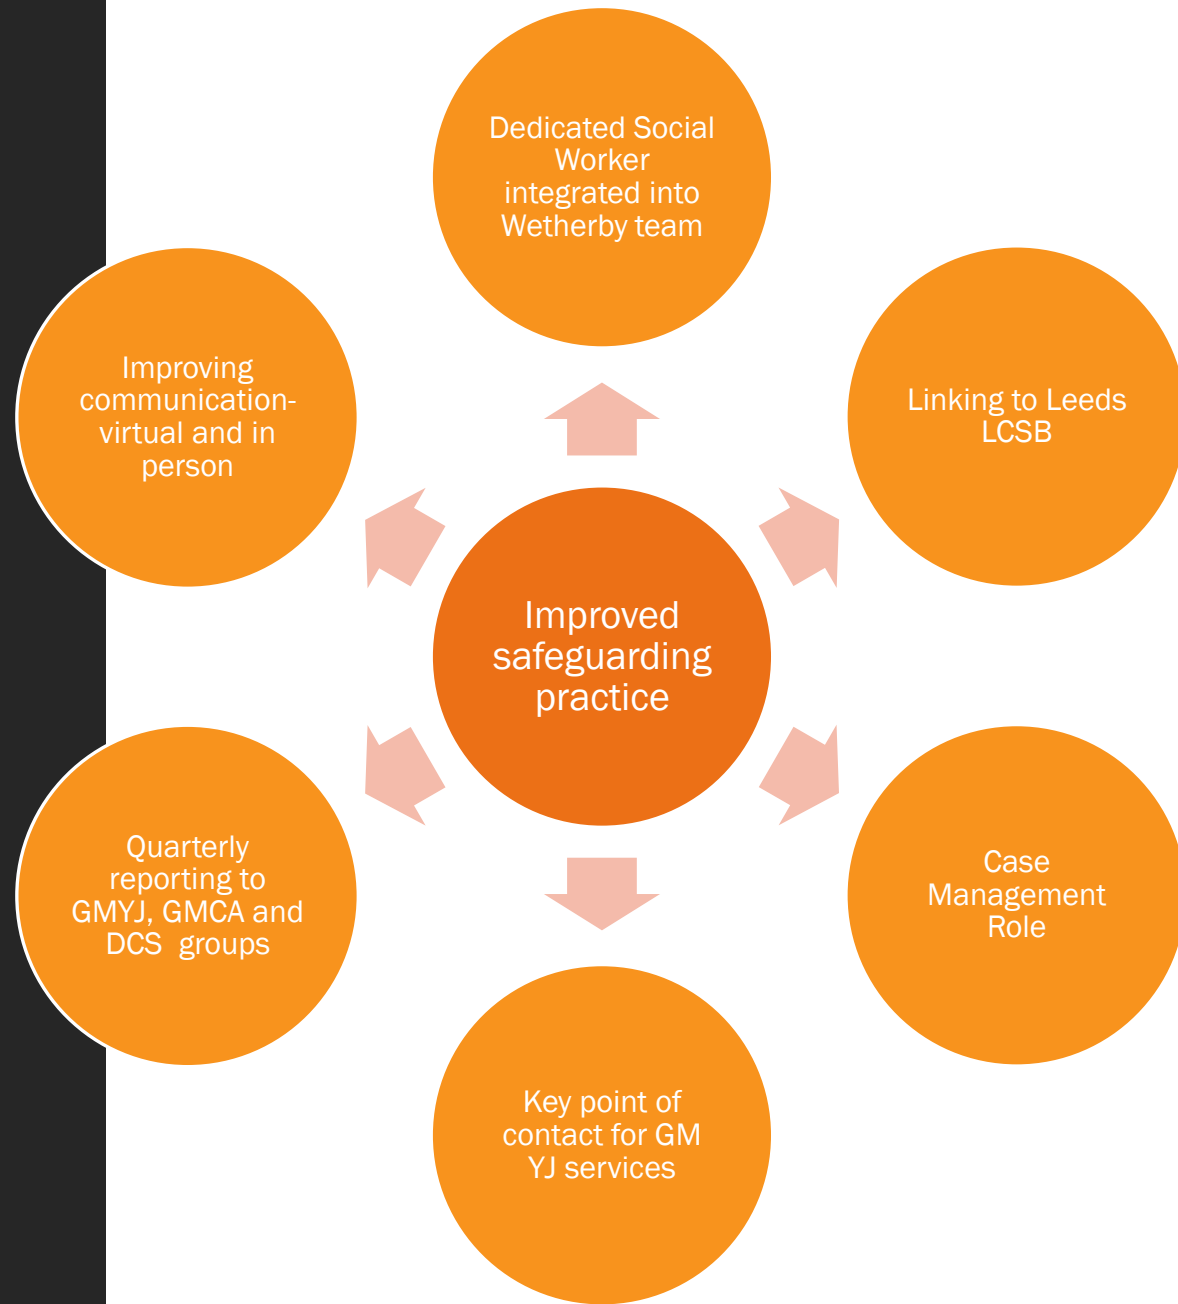 Dedicated Social
Worker
integrated into
Wetherby team
Linking to Leeds
LCSB
Case
Management
Role
Key point of
contact for GM
YJ services
Quarterly
reporting to
GMYJ, GMCA and
DCS  groups
Improving
communication-
virtual and in
person
Improved
safeguarding
practice